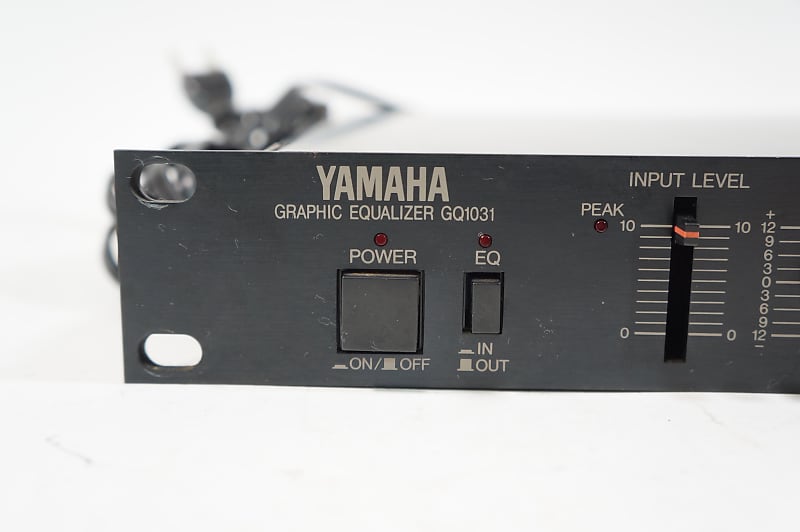 YAMAHA
GRAPHIC EQUALIZER GQ1031
POWER
ON/ OFF
EQ
IN
OUT
INPUT LEVEL
PEAK
10 10
0 0
+
12
9
6
3
0
3
6
9
12
−